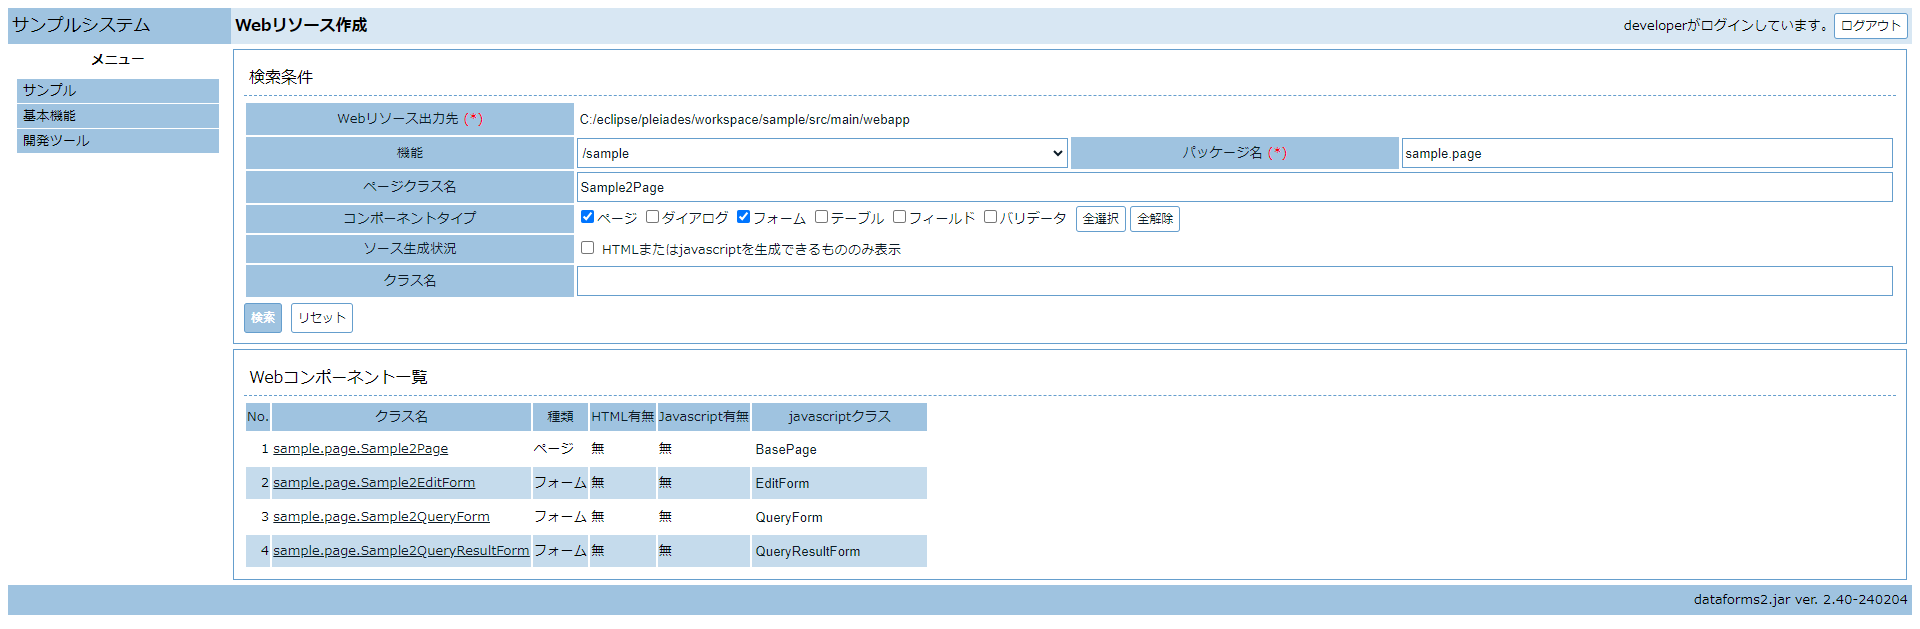 サンプルシステム
Webリソース作成
developerがログインしています。 ログアウト
メニュー
サンプル
基本機能
開発ツール
検索条件
Webリソース出力先 (*) C:/eclipse/pleiades/workspace/sample/src/main/webapp
機能 /sample パッケージ名 (*) sample.page
ページクラス名 Sample2Page
コンポーネントタイプ ページ ダイアログ フォーム テーブル フィールド バリデータ 全選択 全解除
ソース生成状況 HTMLまたはjavascriptを生成できるもののみ表示
クラス名
検索 リセット
Webコンポーネント一覧
No. クラス名 種類 HTML有無 Javascript有無 javascriptクラス
1 sample.page.Sample2Page ページ 無 無 BasePage
2 sample.page.Sample2EditForm フォーム 無 無 EditForm
3 sample.page.Sample2QueryForm フォーム 無 無 QueryForm
4 sample.page.Sample2QueryResultForm フォーム 無 無 QueryResultForm
dataforms2.jar ver. 2.40-240204